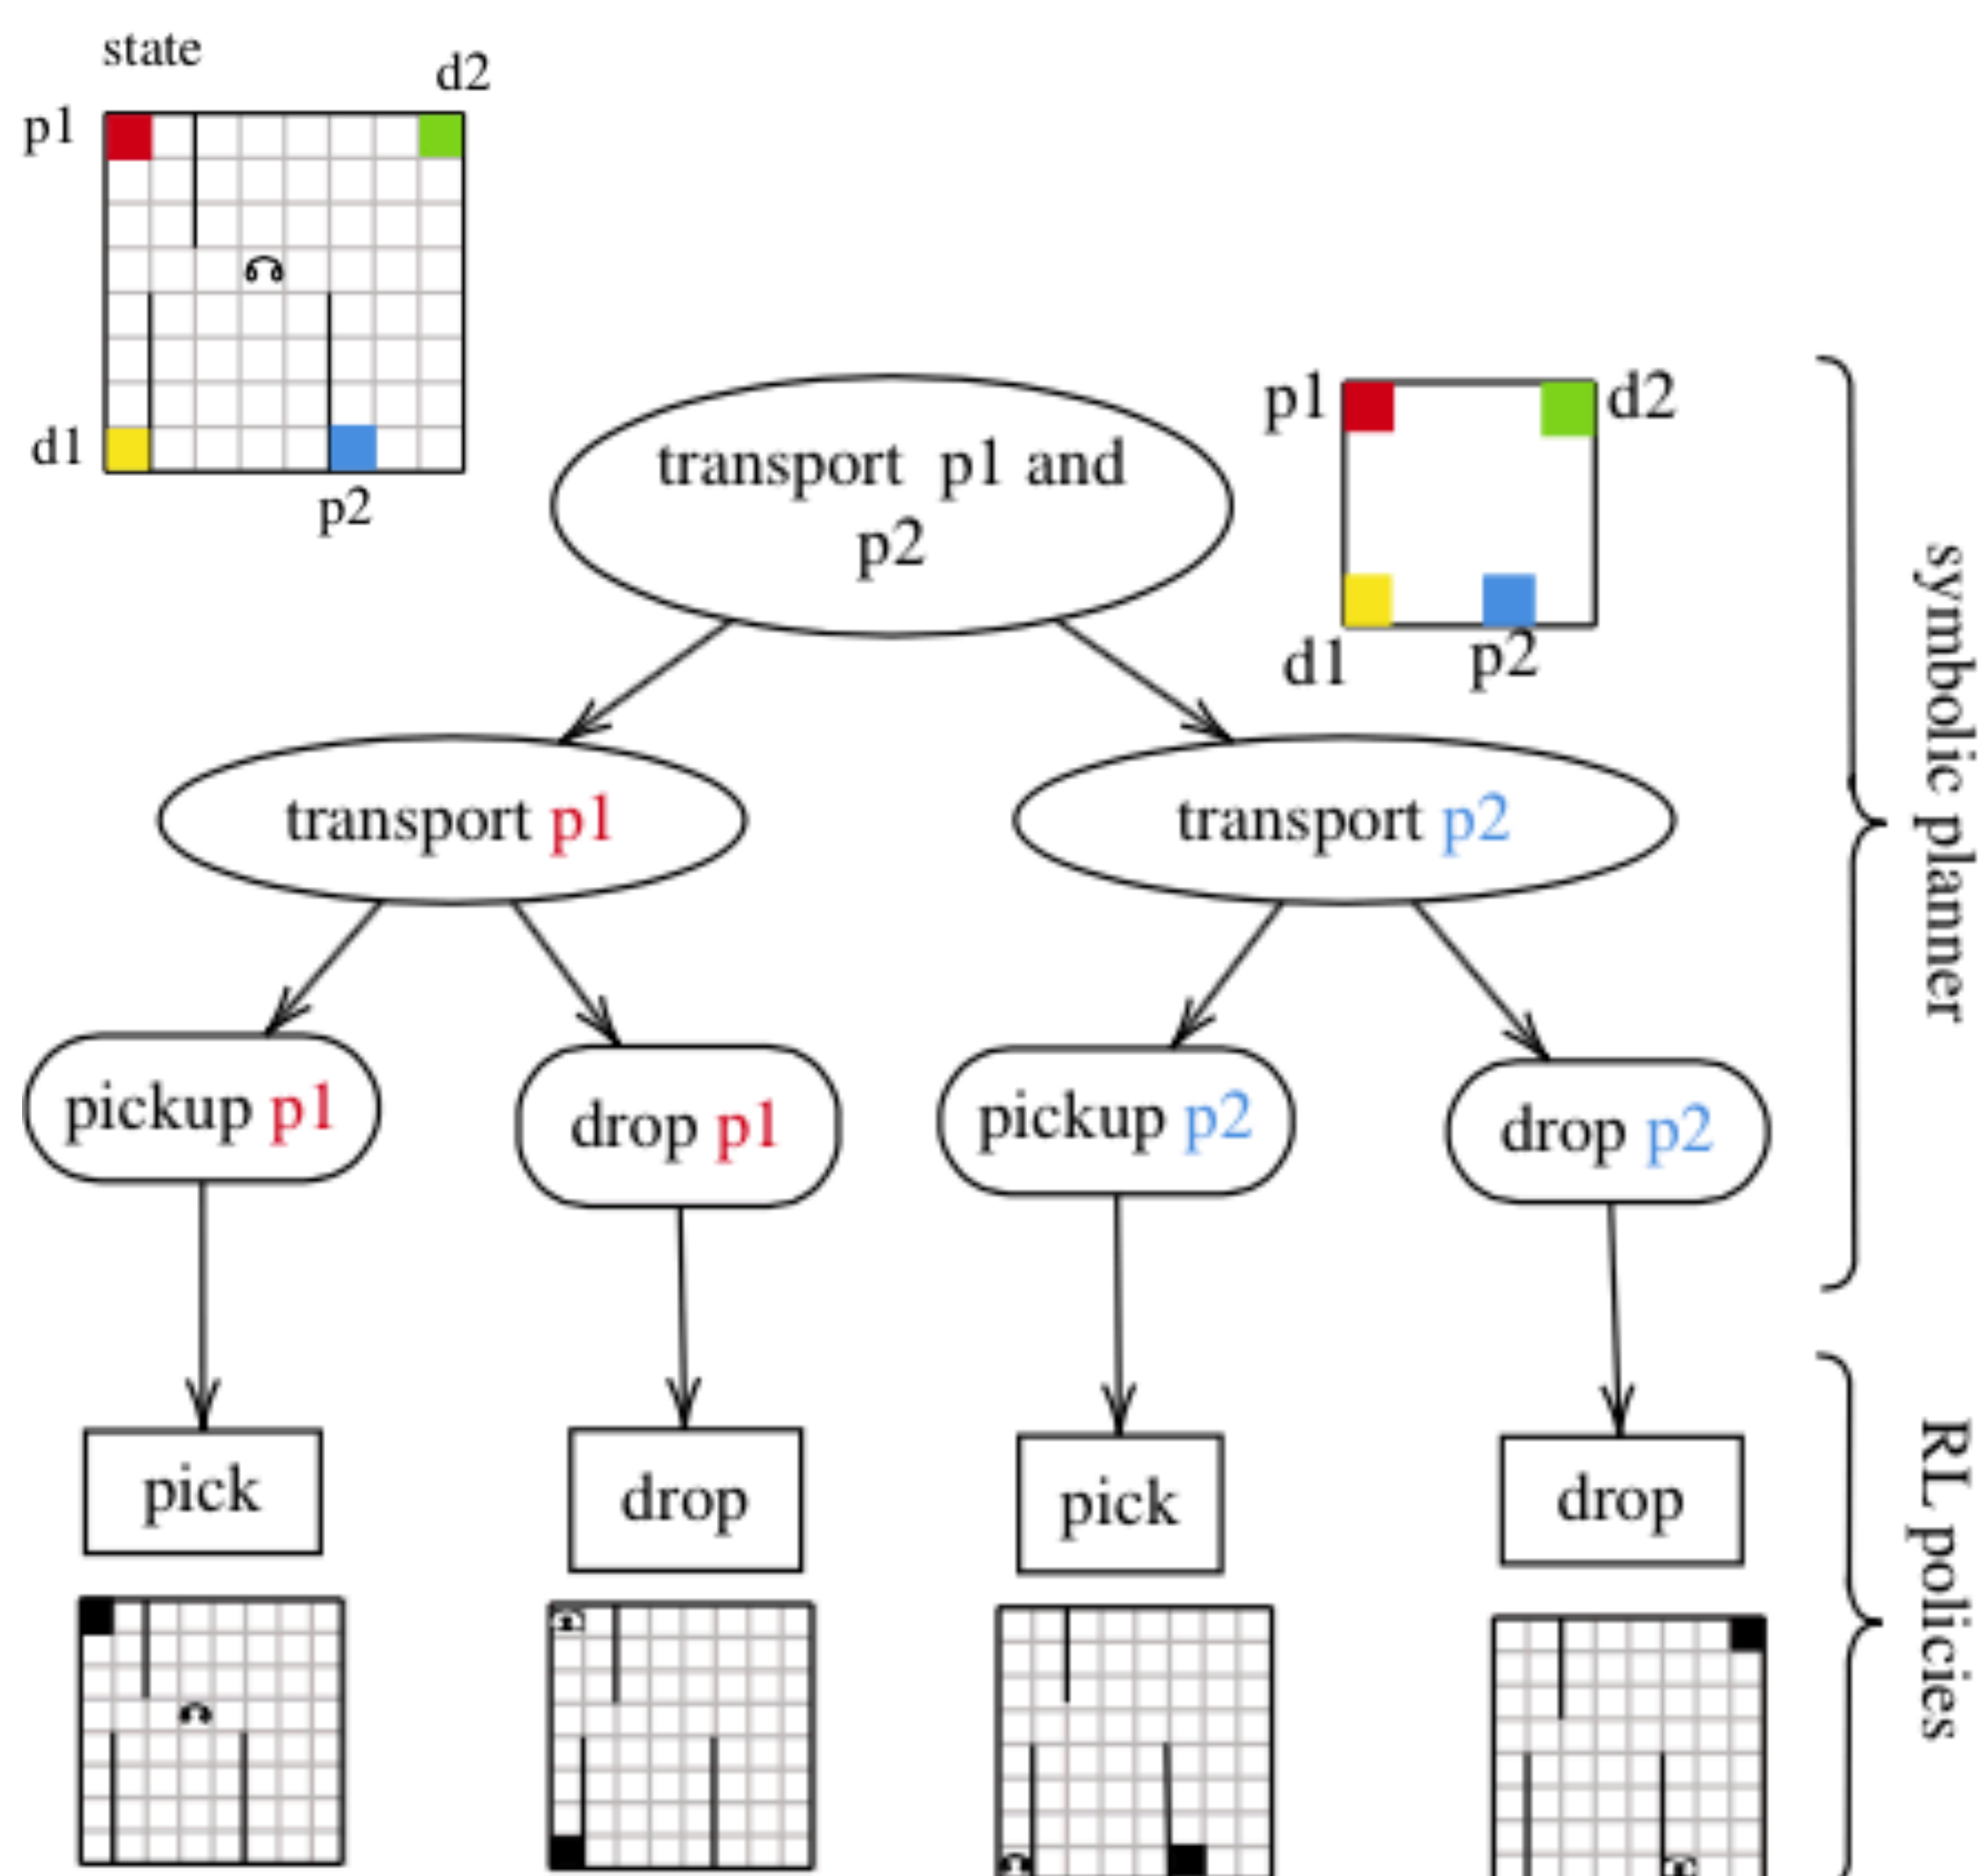 state
d2
p1
d1
p2
transport p1 and
p2
p1
d2
d1
p2
transport p1
transport p2
pickup p1
drop p1
pickup p2
drop p2
symbolic planner
pick
drop
pick
drop
RL policies